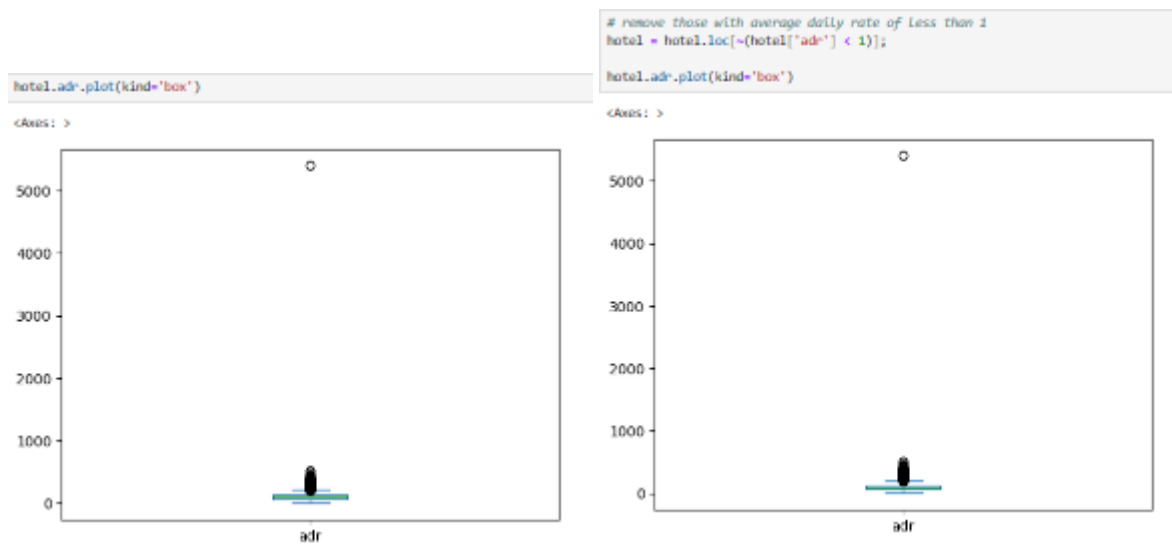 hotel.adr.plot(kind='box')
<Axes: >
5000
4000
3000
2000
1000
0
adr
# remove those with average daily rate of less than 1
hotel = hotel.loc[~(hotel['adr'] < 1)];
hotel.adr.plot(kind='box')
<Axes: >
5000
4000
3000
2000
1000
0
adr